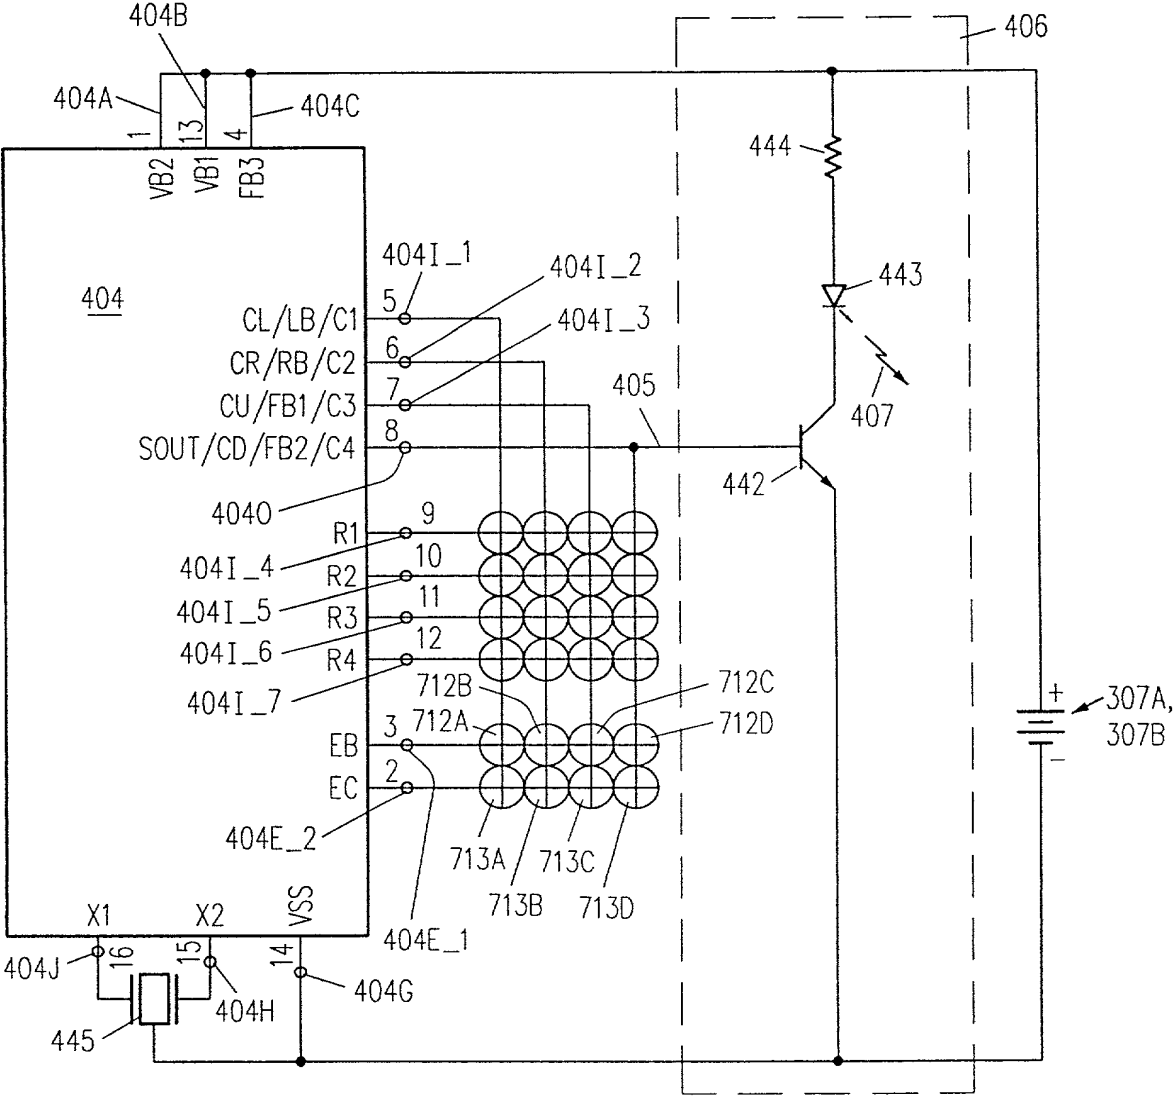 404B
406
404A
404C
1
13
4
VB2
VB1
FB3
444
404
404I_1
404I_2
443
5
CL/LB/C1
404I_3
6
CR/RB/C2
7
CU/FB1/C3
405
407
8
SOUT/CD/FB2/C4
442
4040
9
R1
404I_4
10
R2
404I_5
11
R3
404I_6
12
R4
404I_7
712B
712C
712A
712D
+
307A,
307B
−
3
EB
2
EC
404E_2
713A
713C
713B
713D
X1
X2
VSS
404E_1
16
15
14
404J
404H
404G
445